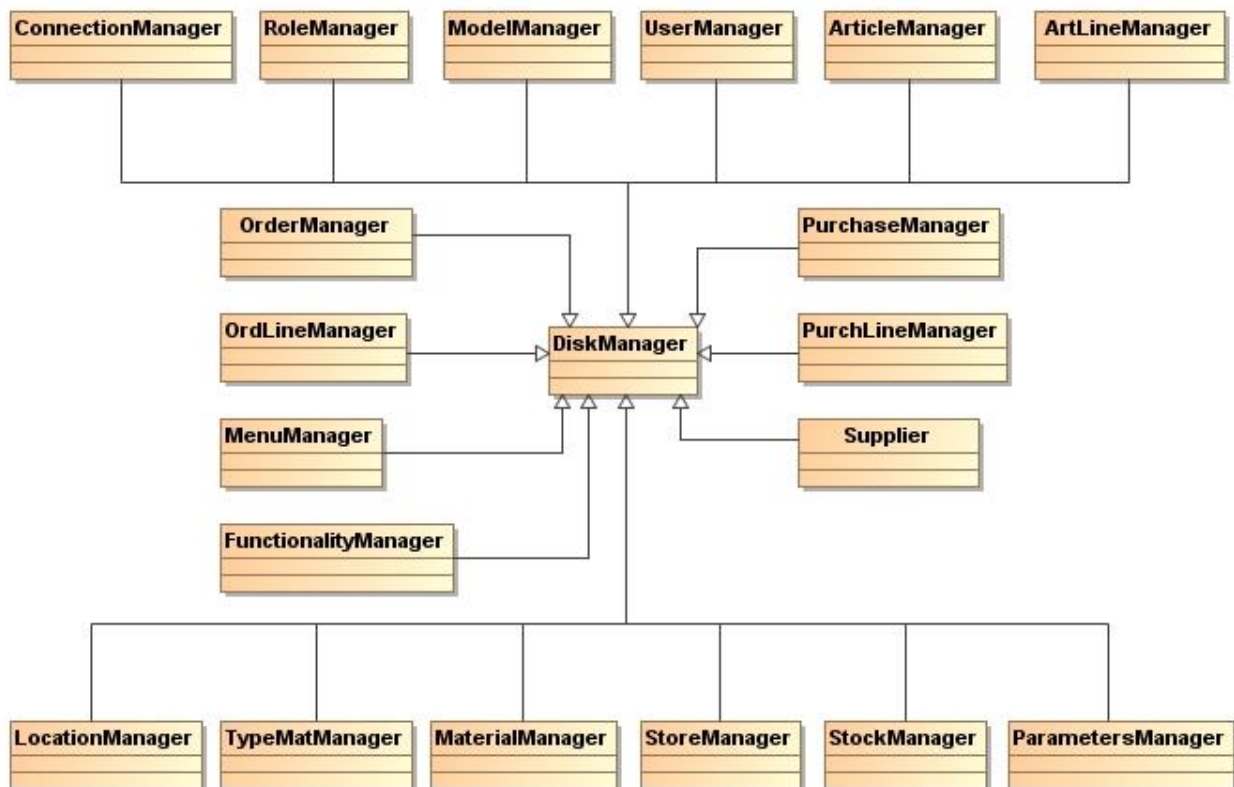 ConnectionManager
RoleManager
ModelManager
UserManager
ArticleManager
ArtLineManager
OrderManager
PurchaseManager
OrdLineManager
DiskManager
PurchLineManager
MenuManager
Supplier
FunctionalityManager
LocationManager
TypeMatManager
MaterialManager
StoreManager
StockManager
ParametersManager